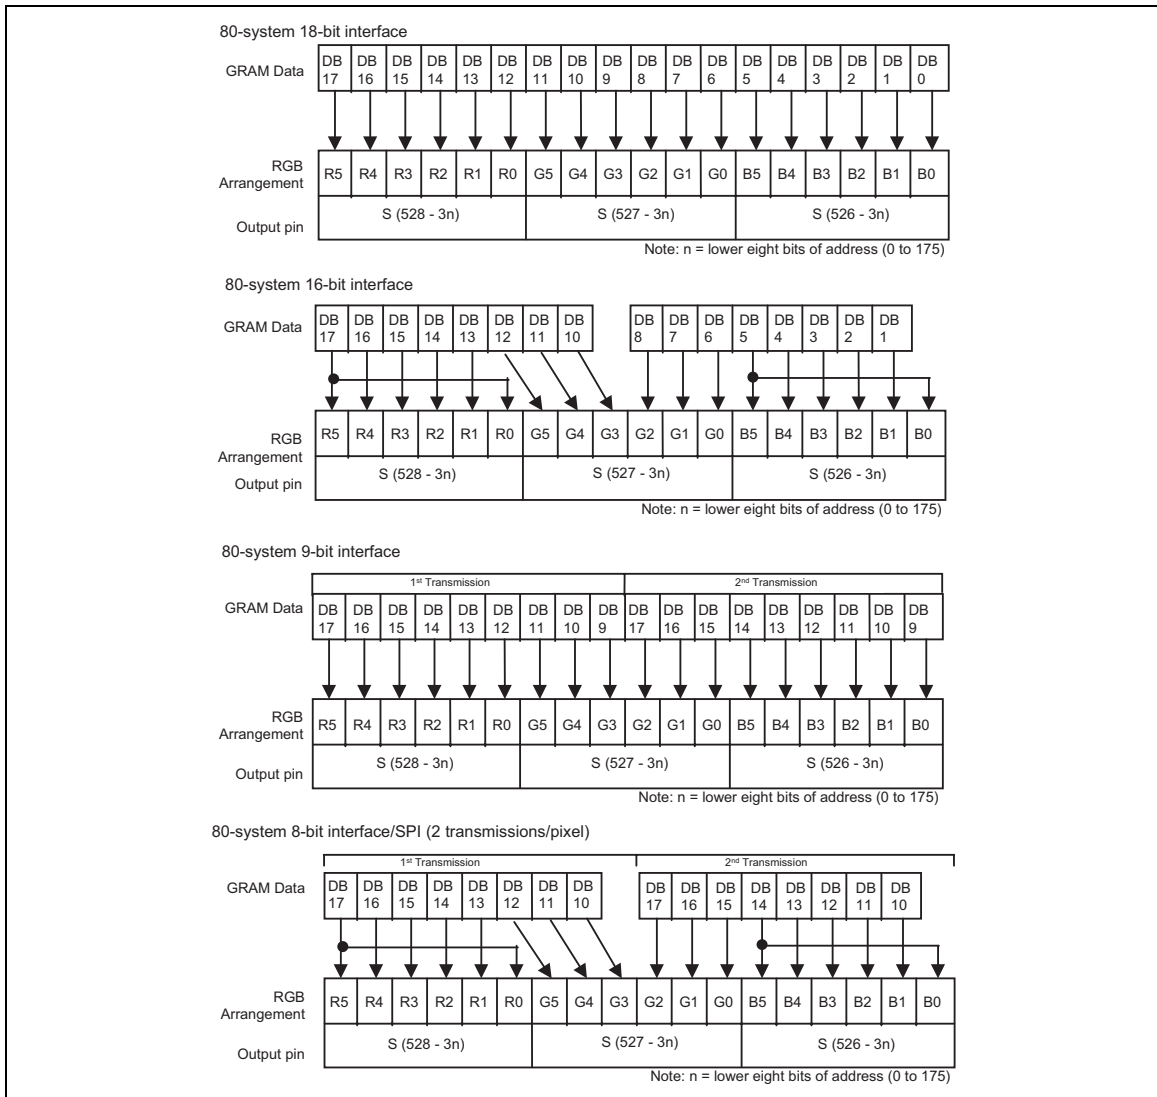 80-system 18-bit interface
GRAM Data
DB 17 DB 16 DB 15 DB 14 DB 13 DB 12 DB 11 DB 10 DB 9 DB 8 DB 7 DB 6 DB 5 DB 4 DB 3 DB 2 DB 1 DB 0
RGB Arrangement
R5 R4 R3 R2 R1 R0 G5 G4 G3 G2 G1 G0 B5 B4 B3 B2 B1 B0
Output pin
S (528 - 3n) S (527 - 3n) S (526 - 3n)
Note: n = lower eight bits of address (0 to 175)
80-system 16-bit interface
GRAM Data
DB 17 DB 16 DB 15 DB 14 DB 13 DB 12 DB 11 DB 10 DB 8 DB 7 DB 6 DB 5 DB 4 DB 3 DB 2 DB 1
RGB Arrangement
R5 R4 R3 R2 R1 R0 G5 G4 G3 G2 G1 G0 B5 B4 B3 B2 B1 B0
Output pin
S (528 - 3n) S (527 - 3n) S (526 - 3n)
Note: n = lower eight bits of address (0 to 175)
80-system 9-bit interface
1st Transmission 2nd Transmission
GRAM Data
DB 17 DB 16 DB 15 DB 14 DB 13 DB 12 DB 11 DB 10 DB 9 DB 17 DB 16 DB 15 DB 14 DB 13 DB 12 DB 11 DB 10 DB 9
RGB Arrangement
R5 R4 R3 R2 R1 R0 G5 G4 G3 G2 G1 G0 B5 B4 B3 B2 B1 B0
Output pin
S (528 - 3n) S (527 - 3n) S (526 - 3n)
Note: n = lower eight bits of address (0 to 175)
80-system 8-bit interface/SPI (2 transmissions/pixel)
1st Transmission 2nd Transmission
GRAM Data
DB 17 DB 16 DB 15 DB 14 DB 13 DB 12 DB 11 DB 10 DB 17 DB 16 DB 15 DB 14 DB 13 DB 12 DB 11 DB 10
RGB Arrangement
R5 R4 R3 R2 R1 R0 G5 G4 G3 G2 G1 G0 B5 B4 B3 B2 B1 B0
Output pin
S (528 - 3n) S (527 - 3n) S (526 - 3n)
Note: n = lower eight bits of address (0 to 175)